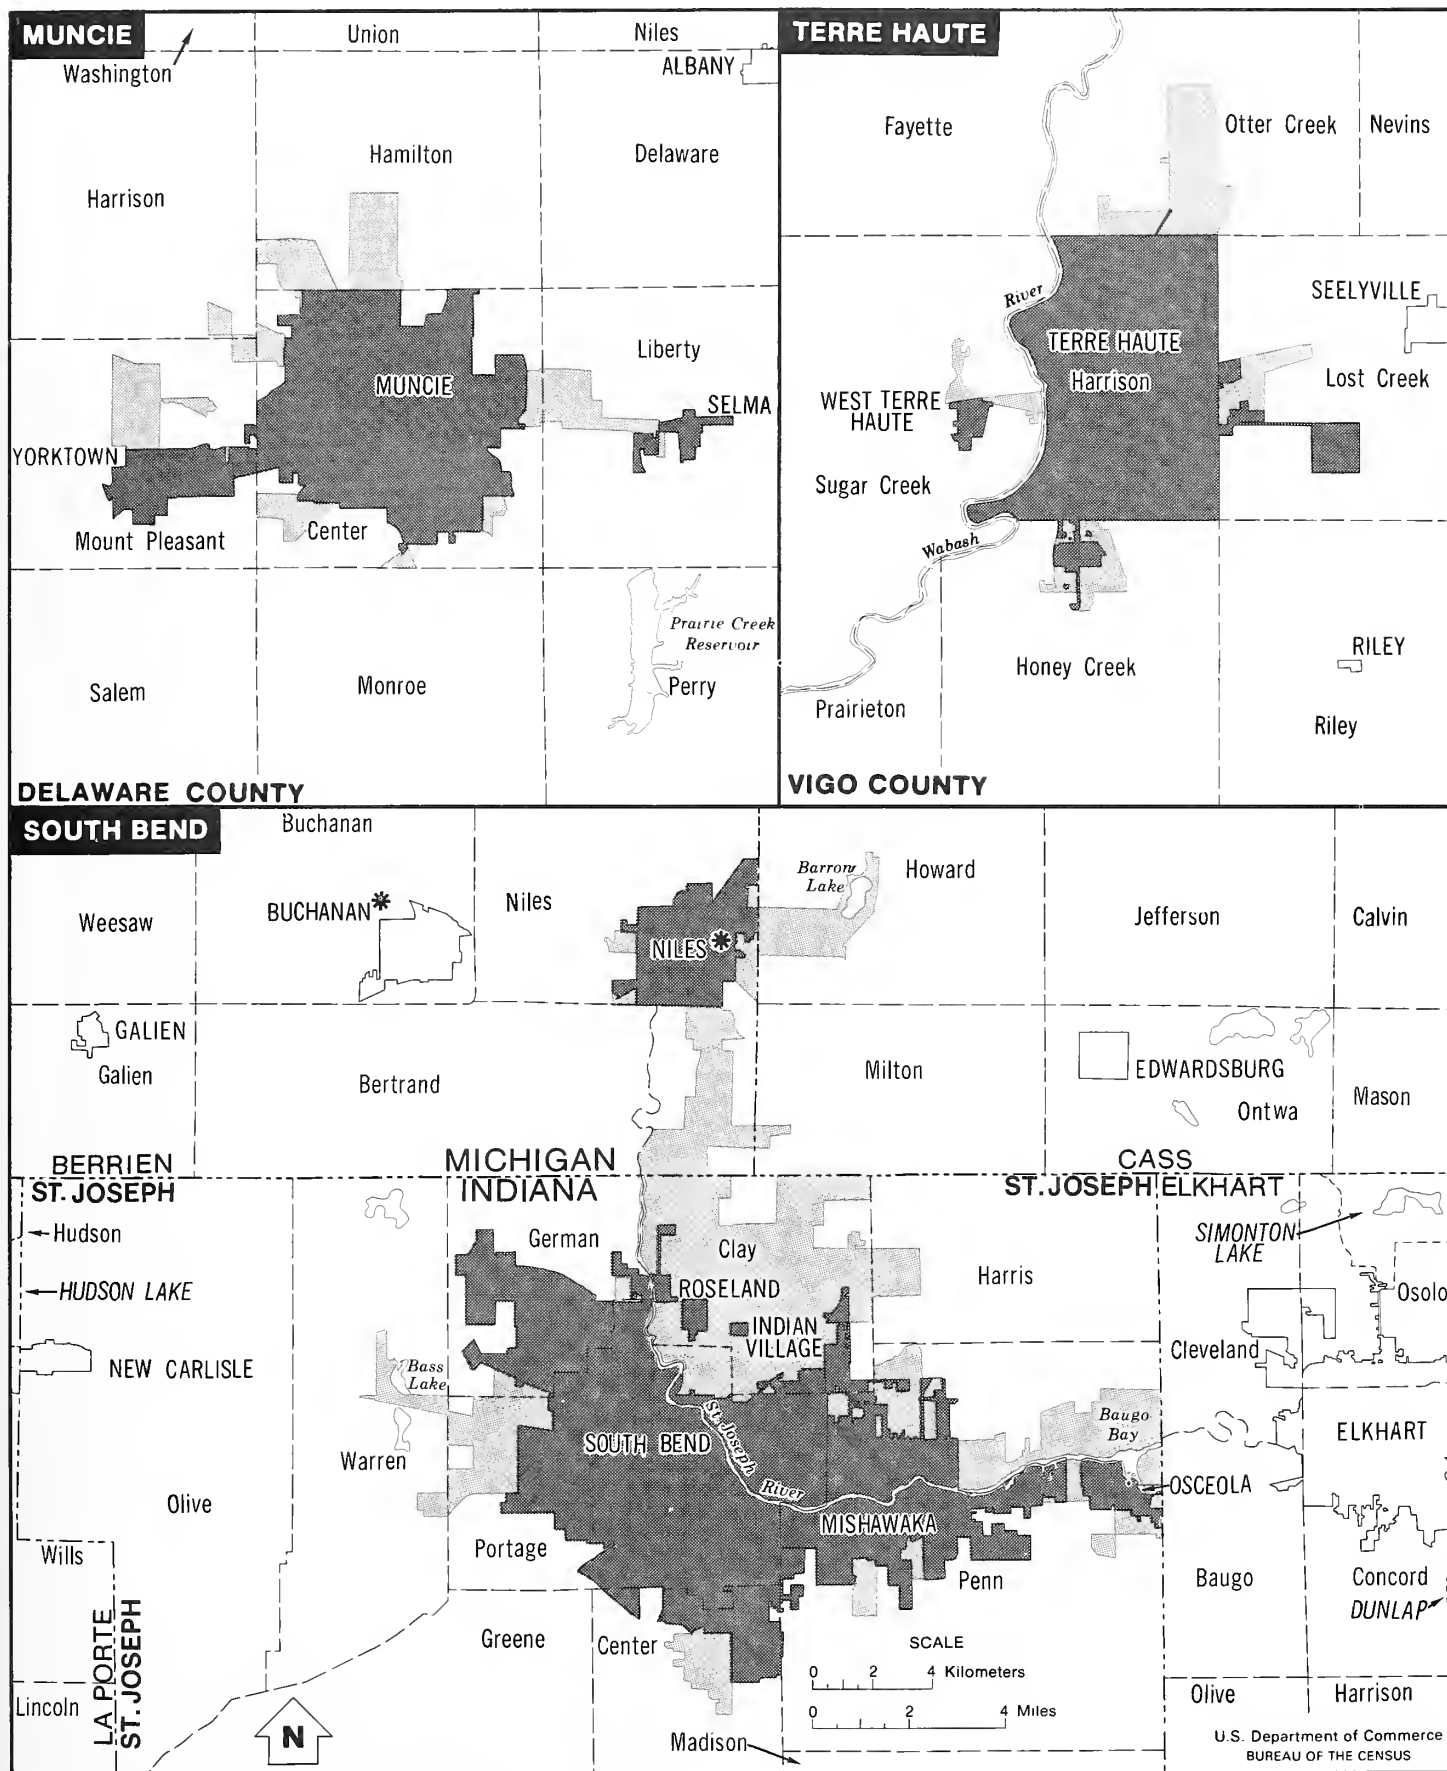 MUNCIE
Union
Niles
Washington
ALBANY
Hamilton
Delaware
Harrison
Liberty
MUNCIE
SELMA
YORKTOWN
Center
Mount Pleasant
Prairie Creek
Reservoir
Salem
Monroe
Perry
DELAWARE COUNTY
TERRE HAUTE
Fayette
Otter Creek
Nevins
River
SEELYVILLE
TERRE HAUTE
Harrison
Lost Creek
WEST TERRE
HAUTE
Sugar Creek
Wabash
Honey Creek
RILEY
Prairieton
Riley
VIGO COUNTY
SOUTH BEND
Buchanan
Barron
Lake
Howard
Weesaw
BUCHANAN
Niles
Jefferson
Calvin
NILES
GALIEN
Galien
Bertrand
Milton
EDWARDSBURG
Ontwa
Mason
BERRIEN
MICHIGAN
CASS
ST. JOSEPH
INDIANA
ST. JOSEPH
ELKHART
Hudson
German
Clay
SIMONTON
LAKE
HUDSON LAKE
ROSELAND
Harris
Osolo
INDIAN
VILLAGE
NEW CARLISLE
Bass
Lake
Cleveland
Warren
SOUTH BEND
St. Joseph
River
Baugo
Bay
ELKHART
Olive
OSCEOLA
MISHAWAKA
Wills
Portage
Penn
Baugo
Concord
DUNLAP
LA PORTE
ST. JOSEPH
Greene
Center
SCALE
0 2 4 Kilometers
0 2 4 Miles
Lincoln
N
Madison
Olive
Harrison
U.S. Department of Commerce
BUREAU OF THE CENSUS